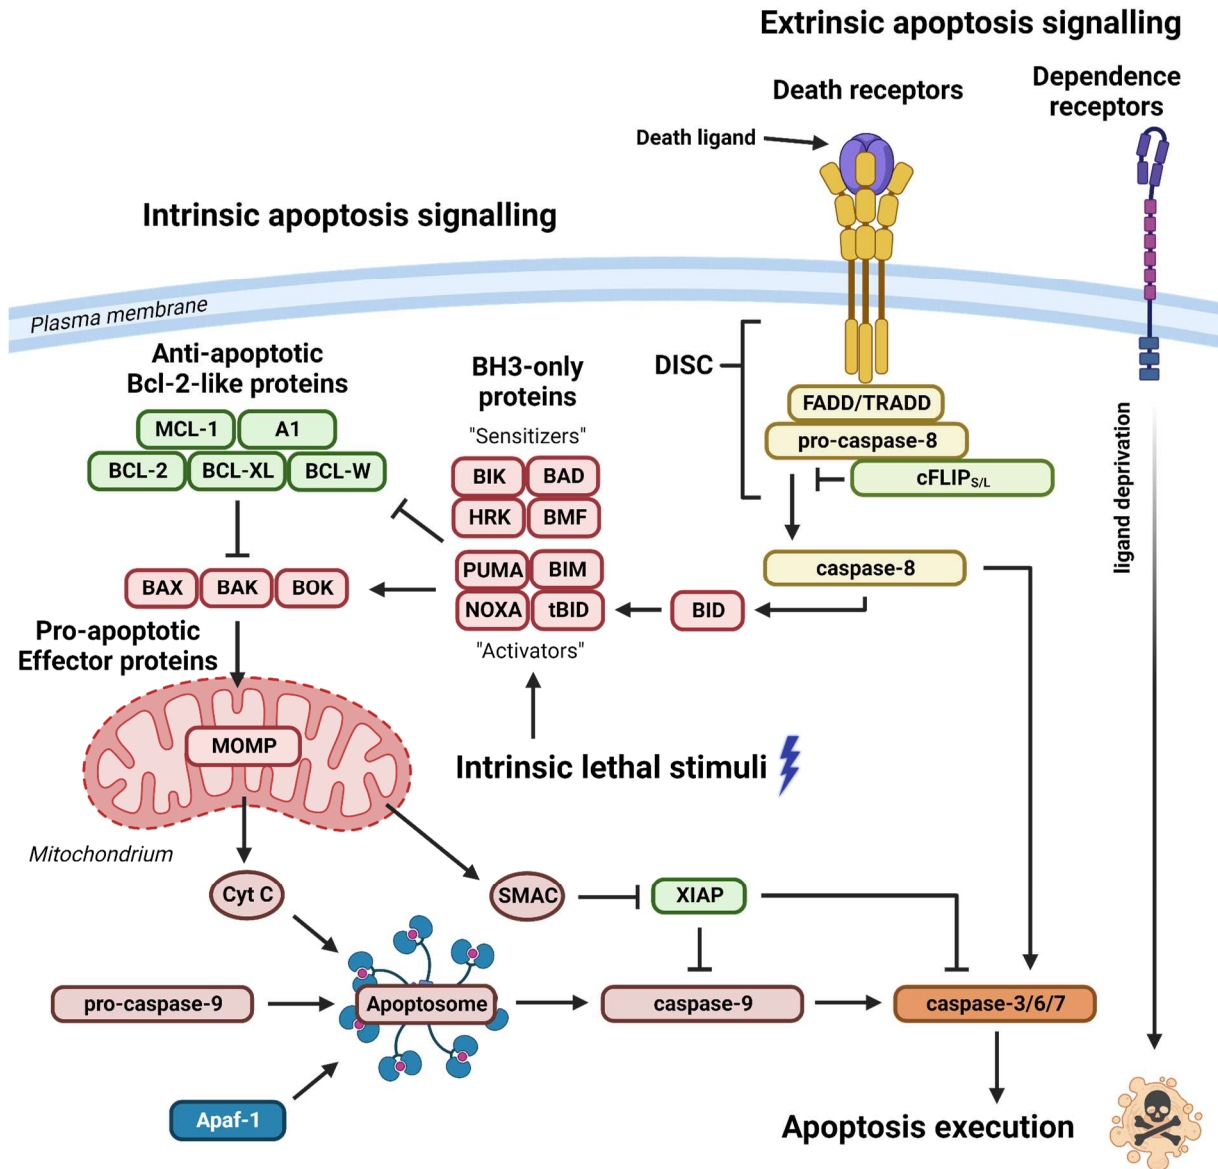 Extrinsic apoptosis signalling
Death receptors
Dependence
receptors
Death ligand
Intrinsic apoptosis signalling
Plasma membrane
Anti-apoptotic
Bcl-2-like proteins
MCL-1
A1
BCL-2
BCL-XL
BCL-W
BH3-only
proteins
"Sensitizers"
BIK
BAD
HRK
BMF
PUMA
BIM
NOXA
tBID
"Activators"
DISC
FADD/TRADD
pro-caspase-8
cFLIPS/L
caspase-8
BID
ligand deprivation
BAX
BAK
BOK
Pro-apoptotic
Effector proteins
MOMP
Intrinsic lethal stimuli
Mitochondrium
Cyt C
SMAC
XIAP
pro-caspase-9
Apoptosome
caspase-9
caspase-3/6/7
Apaf-1
Apoptosis execution